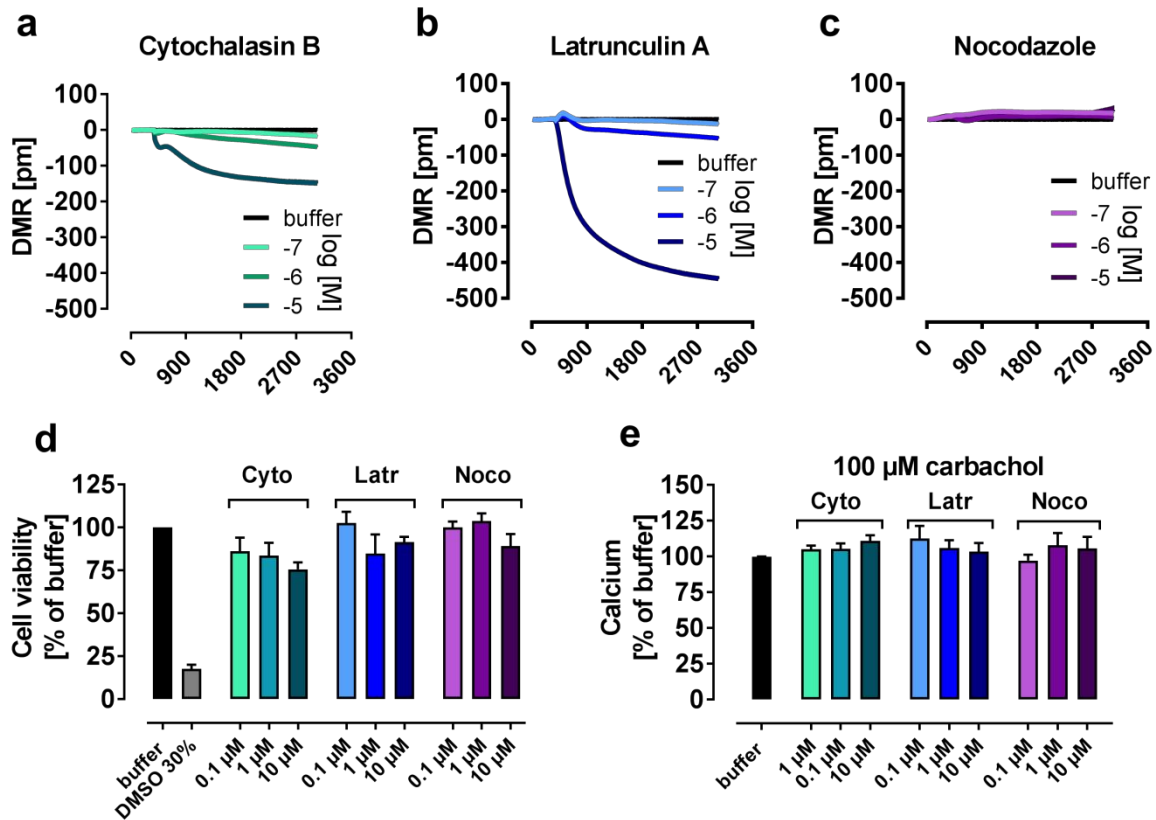 a
Cytochalasin B
DMR [pm]
100
0
-100
-200
-300
-400
-500
buffer
-7
-6
-5
log [M]
0
900
1800
2700
3600
b
Latrunculin A
DMR [pm]
100
0
-100
-200
-300
-400
-500
buffer
-7
-6
-5
log [M]
0
900
1800
2700
3600
c
Nocodazole
DMR [pm]
100
0
-100
-200
-300
-400
-500
buffer
-7
-6
-5
log [M]
0
900
1800
2700
3600
d
Cyto
Latr
Noco
Cell viability
[% of buffer]
125
100
75
50
25
0
buffer
DMSO 30%
0.1 µM
1 µM
10 µM
0.1 µM
1 µM
10 µM
0.1 µM
1 µM
10 µM
e
100 µM carbachol
Cyto
Latr
Noco
Calcium
[% of buffer]
150
125
100
75
50
25
0
buffer
1 µM
0.1 µM
10 µM
0.1 µM
1 µM
10 µM
0.1 µM
1 µM
10 µM